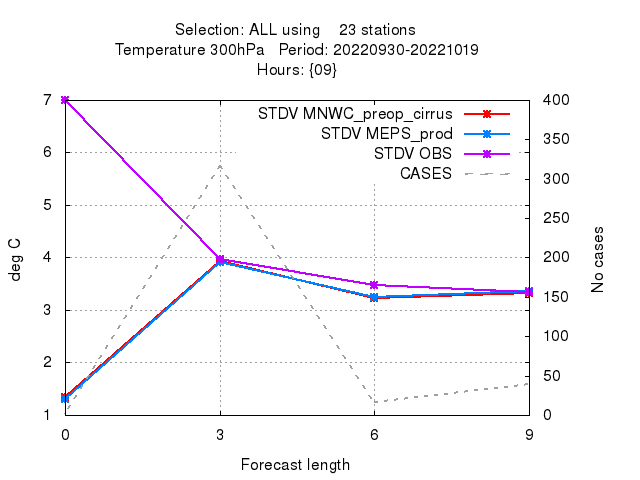 Selection: ALL using    23 stations
Temperature 300hPa   Period: 20220930-20221019
Hours: {09}
STDV MNWC_preop_cirrus
STDV MEPS_prod
STDV OBS
CASES
deg C
7
6
5
4
3
2
1
400
350
300
250
200
150
100
50
0
No cases
0 3 6 9
Forecast length